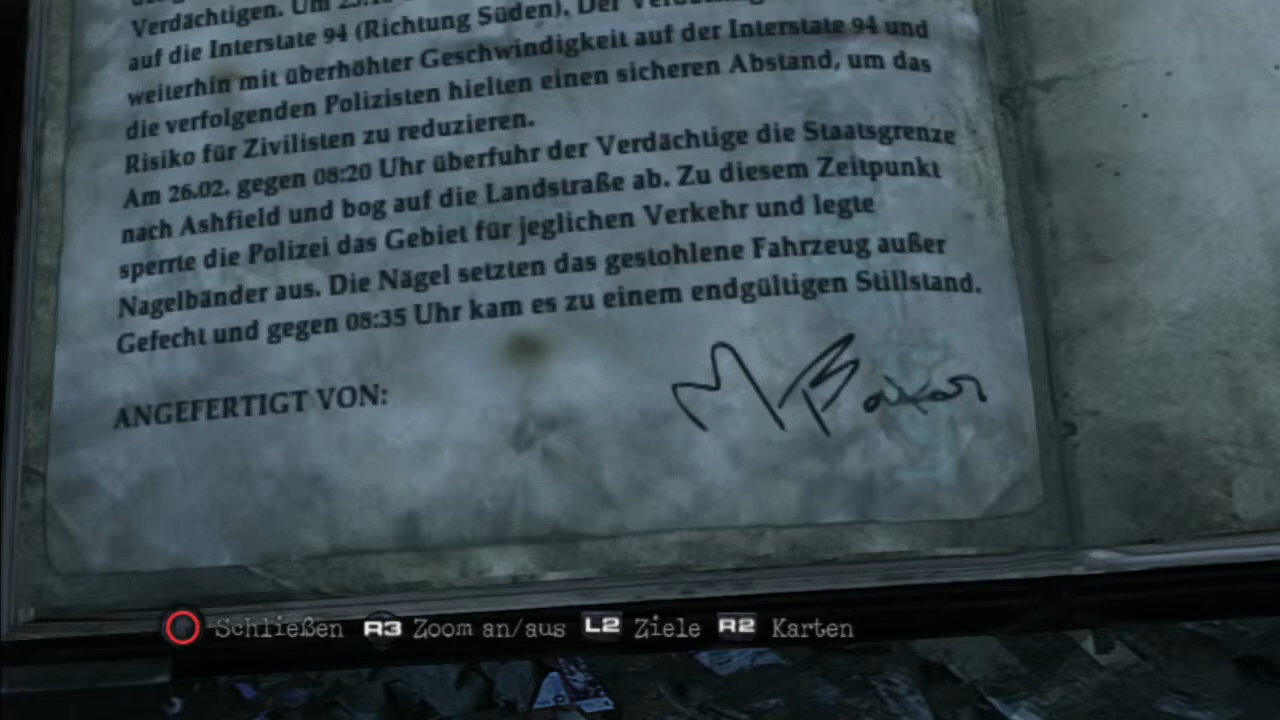 Verdächtigen. Um
auf die Interstate 94 (Richtung Süden). Der
weiterhin mit überhöhter Geschwindigkeit auf der Interstate 94 und
die verfolgenden Polizisten hielten einen sicheren Abstand, um das
Risiko für Zivilisten zu reduzieren.
Am 26.02. gegen 08:20 Uhr überfuhr der Verdächtige die Staatsgrenze
nach Ashfield und bog auf die Landstraße ab. Zu diesem Zeitpunkt
sperrte die Polizei das Gebiet für jeglichen Verkehr und legte
Nagelbänder aus. Die Nägel setzten das gestohlene Fahrzeug außer
Gefecht und gegen 08:35 Uhr kam es zu einem endgültigen Stillstand.
ANGEFERTIGT VON:
Schließen R3 Zoom an/aus L2 Ziele R2 Karten